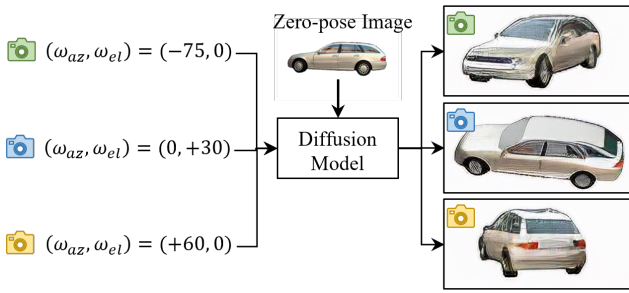 Zero-pose Image
(ω_az, ω_el) = (−75, 0)
(ω_az, ω_el) = (0, +30)
Diffusion
Model
(ω_az, ω_el) = (+60, 0)